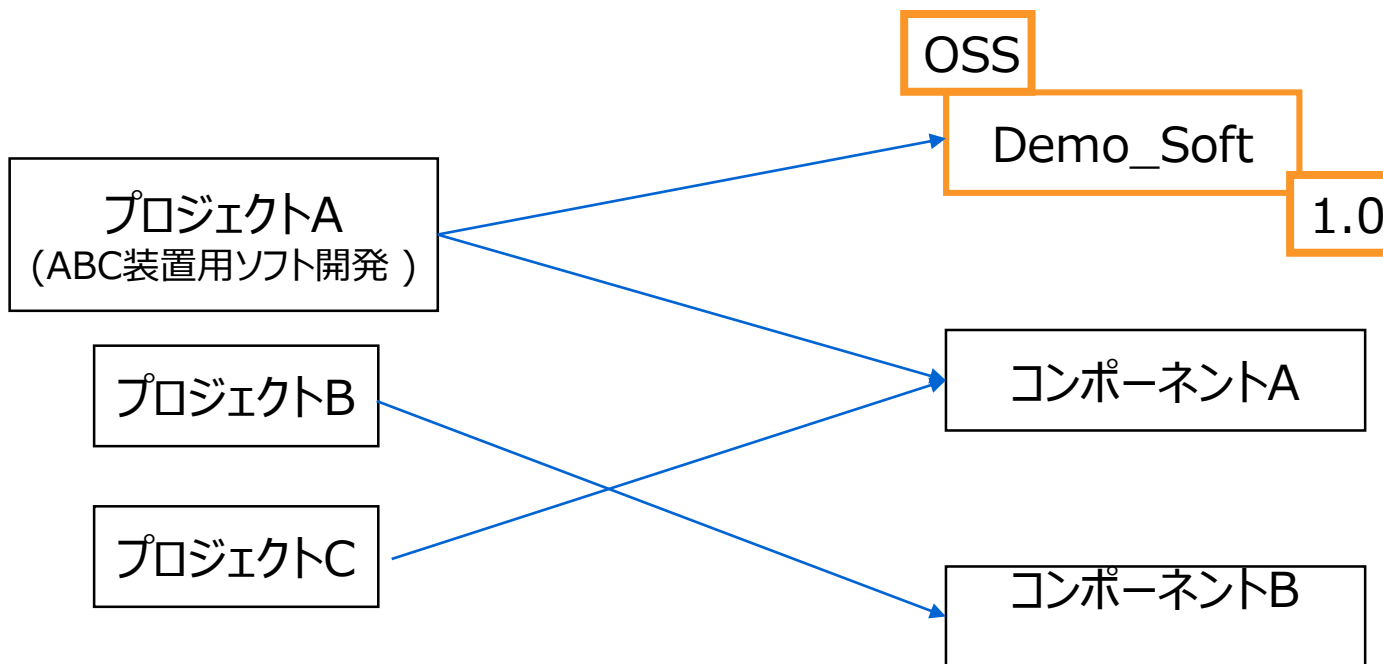 OSS
Demo_Soft
1.0
プロジェクトA
(ABC装置用ソフト開発 )
プロジェクトB
プロジェクトC
コンポーネントA
コンポーネントB